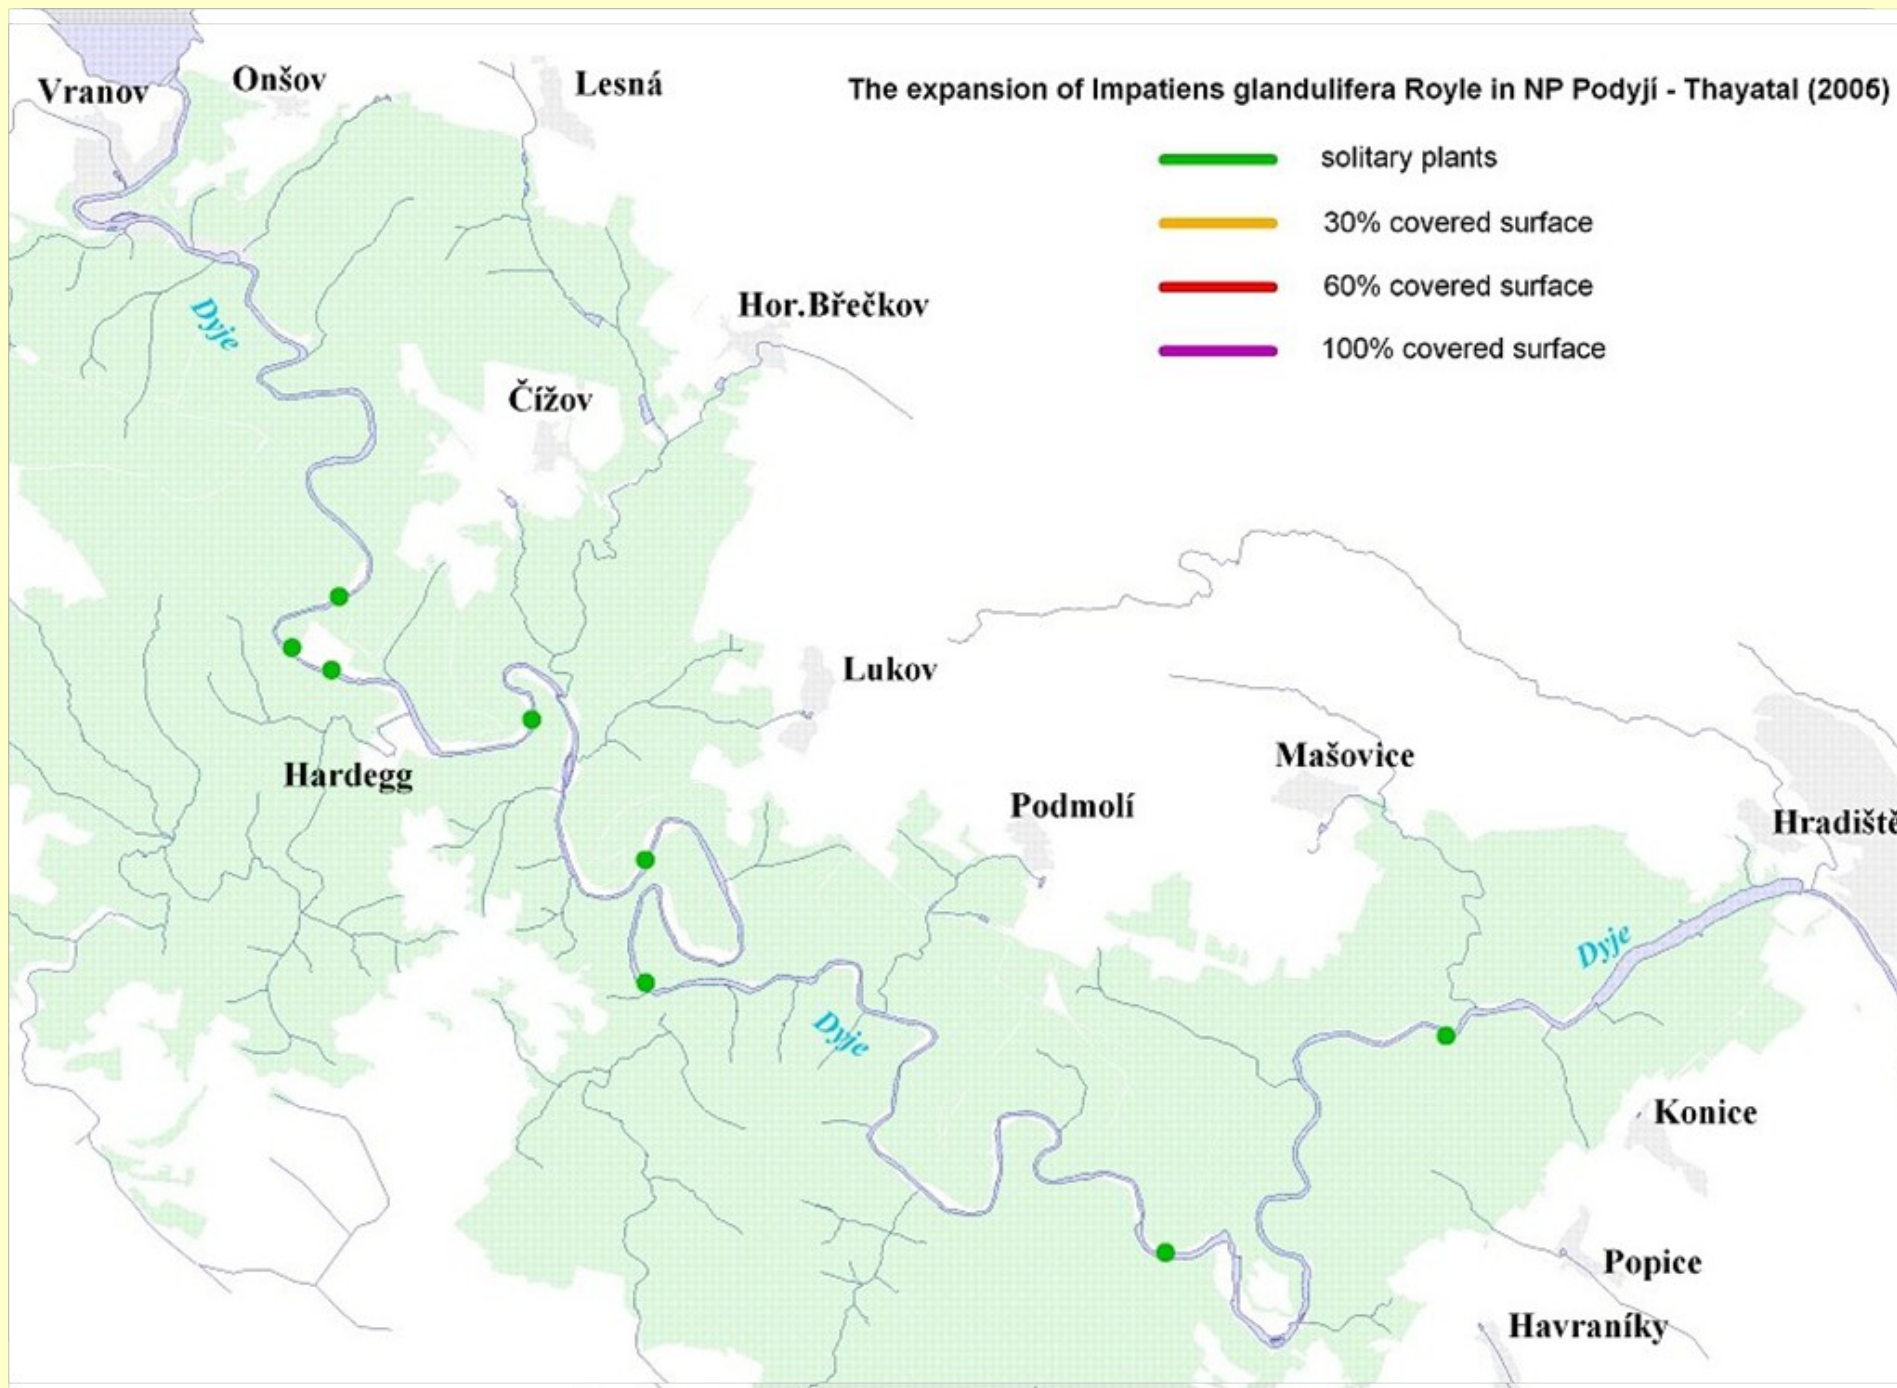 Vranov
Onšov
Lesná
The expansion of Impatiens glandulifera Royle in NP Podyjí - Thayatal (2006)
solitary plants
30% covered surface
60% covered surface
100% covered surface
Dyje
Hor.Břečkov
Čížov
Lukov
Hardegg
Mašovice
Podmolí
Hradiště
Dyje
Dyje
Konice
Popice
Havraníky